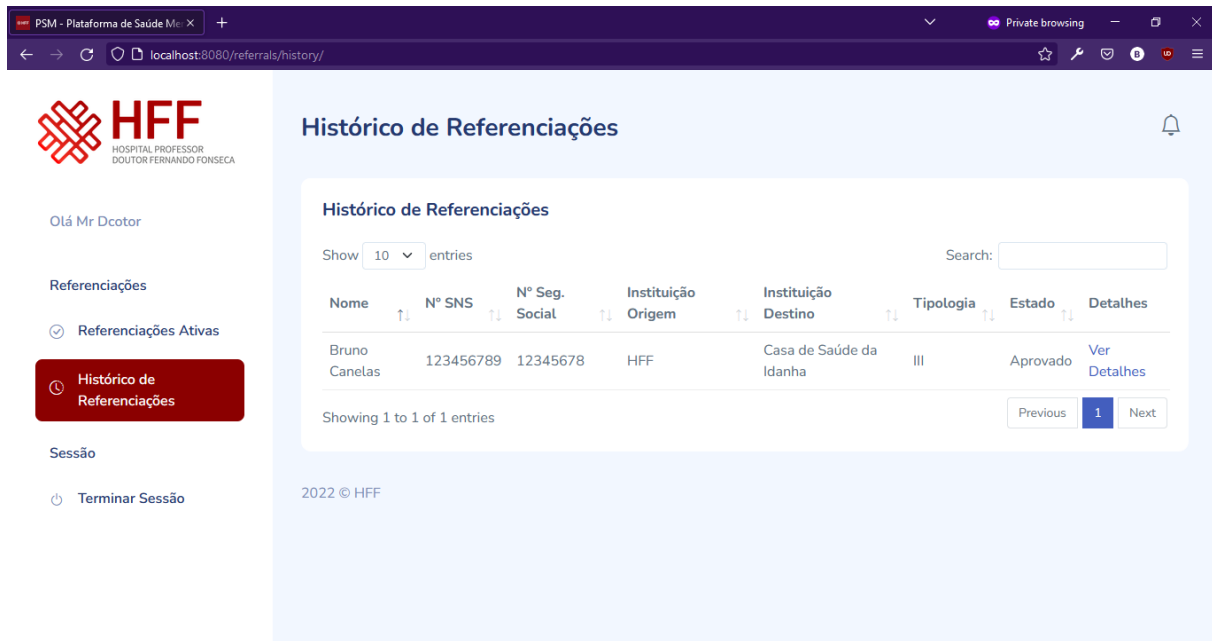 PSM - Plataforma de Saúde Me
Private browsing
localhost:8080/referrals/history/
HFF
HOSPITAL PROFESSOR
DOUTOR FERNANDO FONSECA
Olá Mr Dcotor
Referenciações
Referenciações Ativas
Histórico de
Referenciações
Sessão
Terminar Sessão
Histórico de Referenciações
Histórico de Referenciações
Show 10 entries
Search:
Nome Nº SNS Nº Seg. Social Instituição Origem Instituição Destino Tipologia Estado Detalhes
Bruno Canelas 123456789 12345678 HFF Casa de Saúde da Idanha III Aprovado Ver Detalhes
Showing 1 to 1 of 1 entries
Previous 1 Next
2022 © HFF